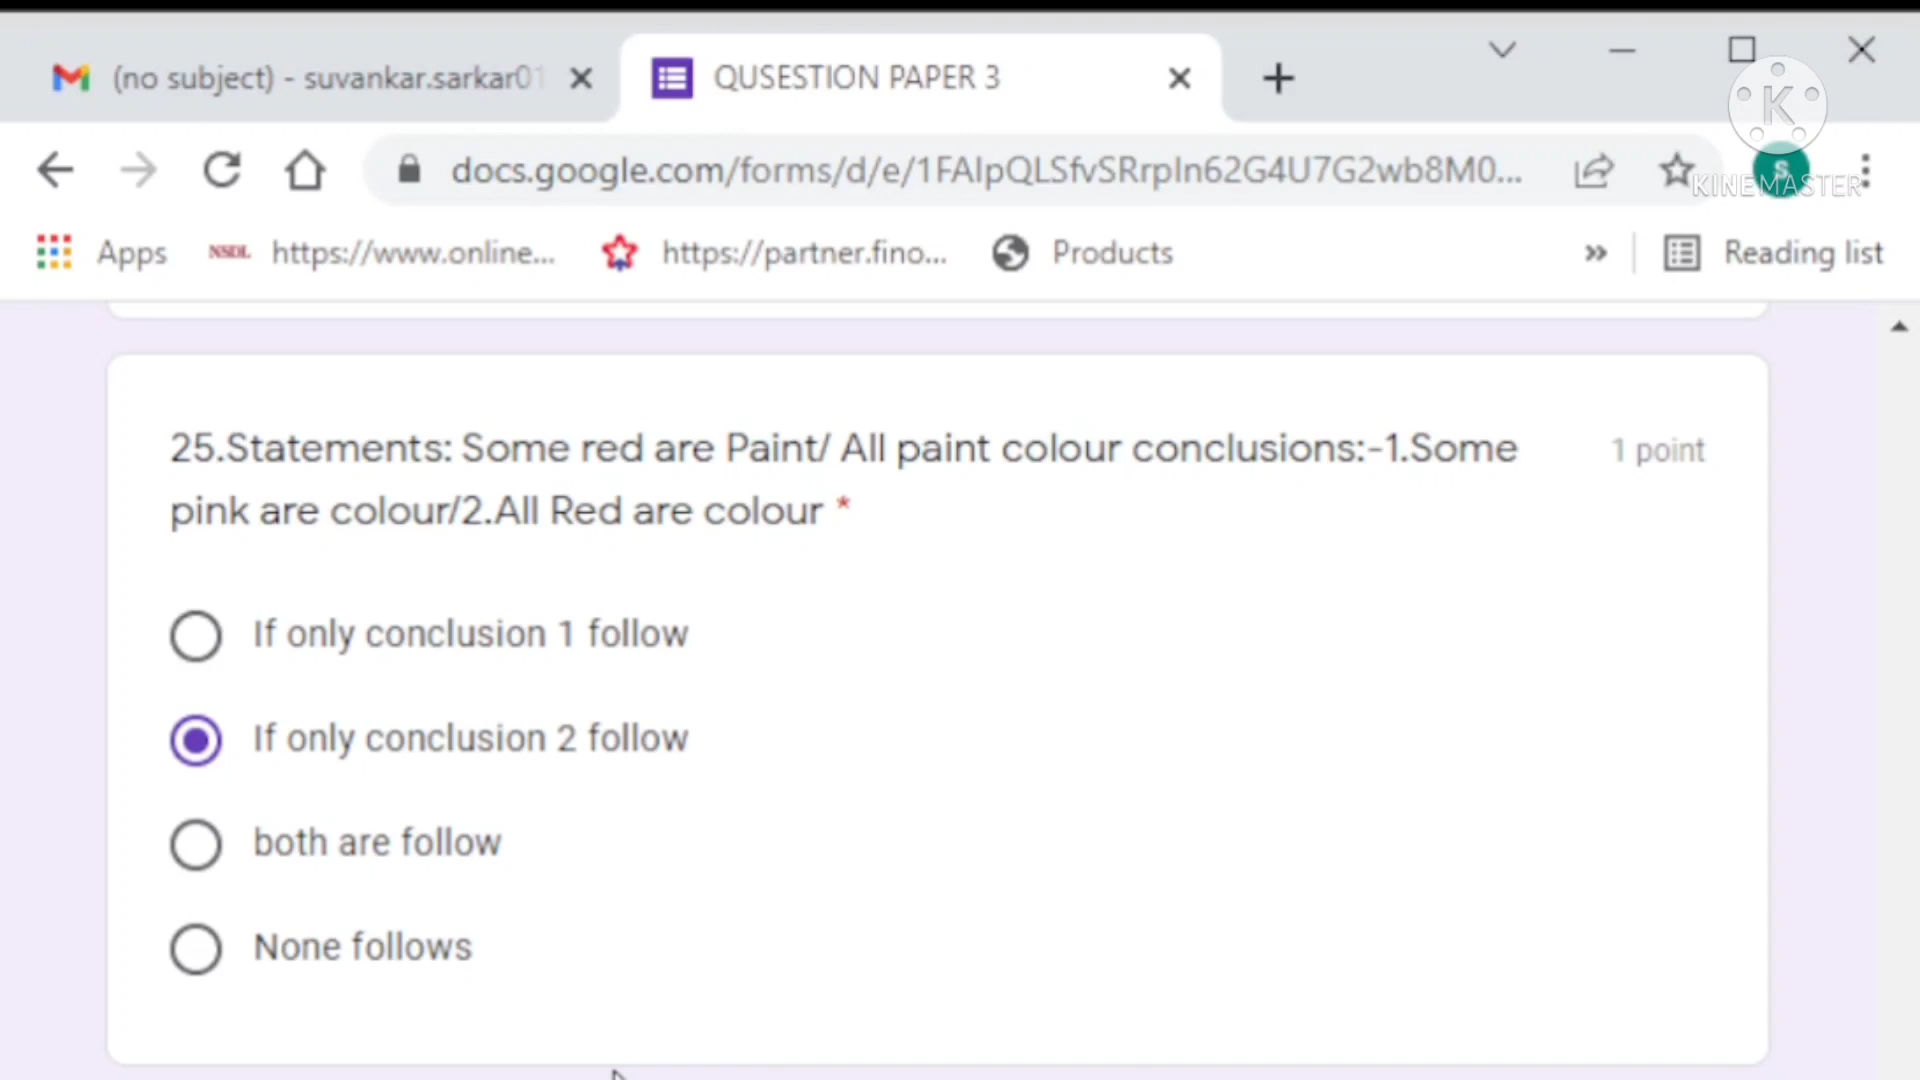 (no subject) - suvankar.sarkar01
QUSESTION PAPER 3
K
docs.google.com/forms/d/e/1FAIpQLSfvSRrpIn62G4U7G2wb8M0...
S
KINEMASTER
Apps
NSDL https://www.online...
https://partner.fino...
Products
»
Reading list
25.Statements: Some red are Paint/ All paint colour conclusions:-1.Some
1 point
pink are colour/2.All Red are colour *
If only conclusion 1 follow
If only conclusion 2 follow
both are follow
None follows